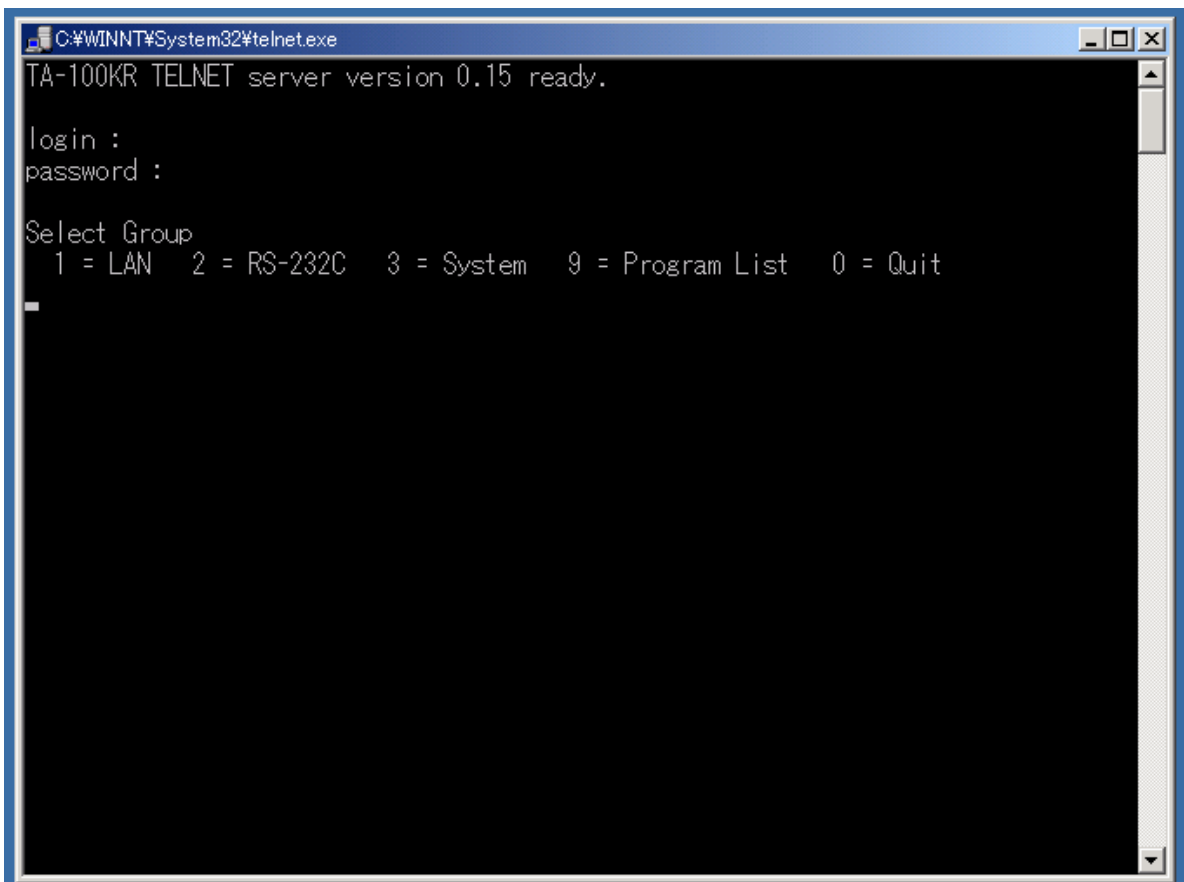 C:¥WINNT¥System32¥telnet.exe
TA-100KR TELNET server version 0.15 ready.
login :
password :
Select Group
1 = LAN   2 = RS-232C   3 = System   9 = Program List   0 = Quit